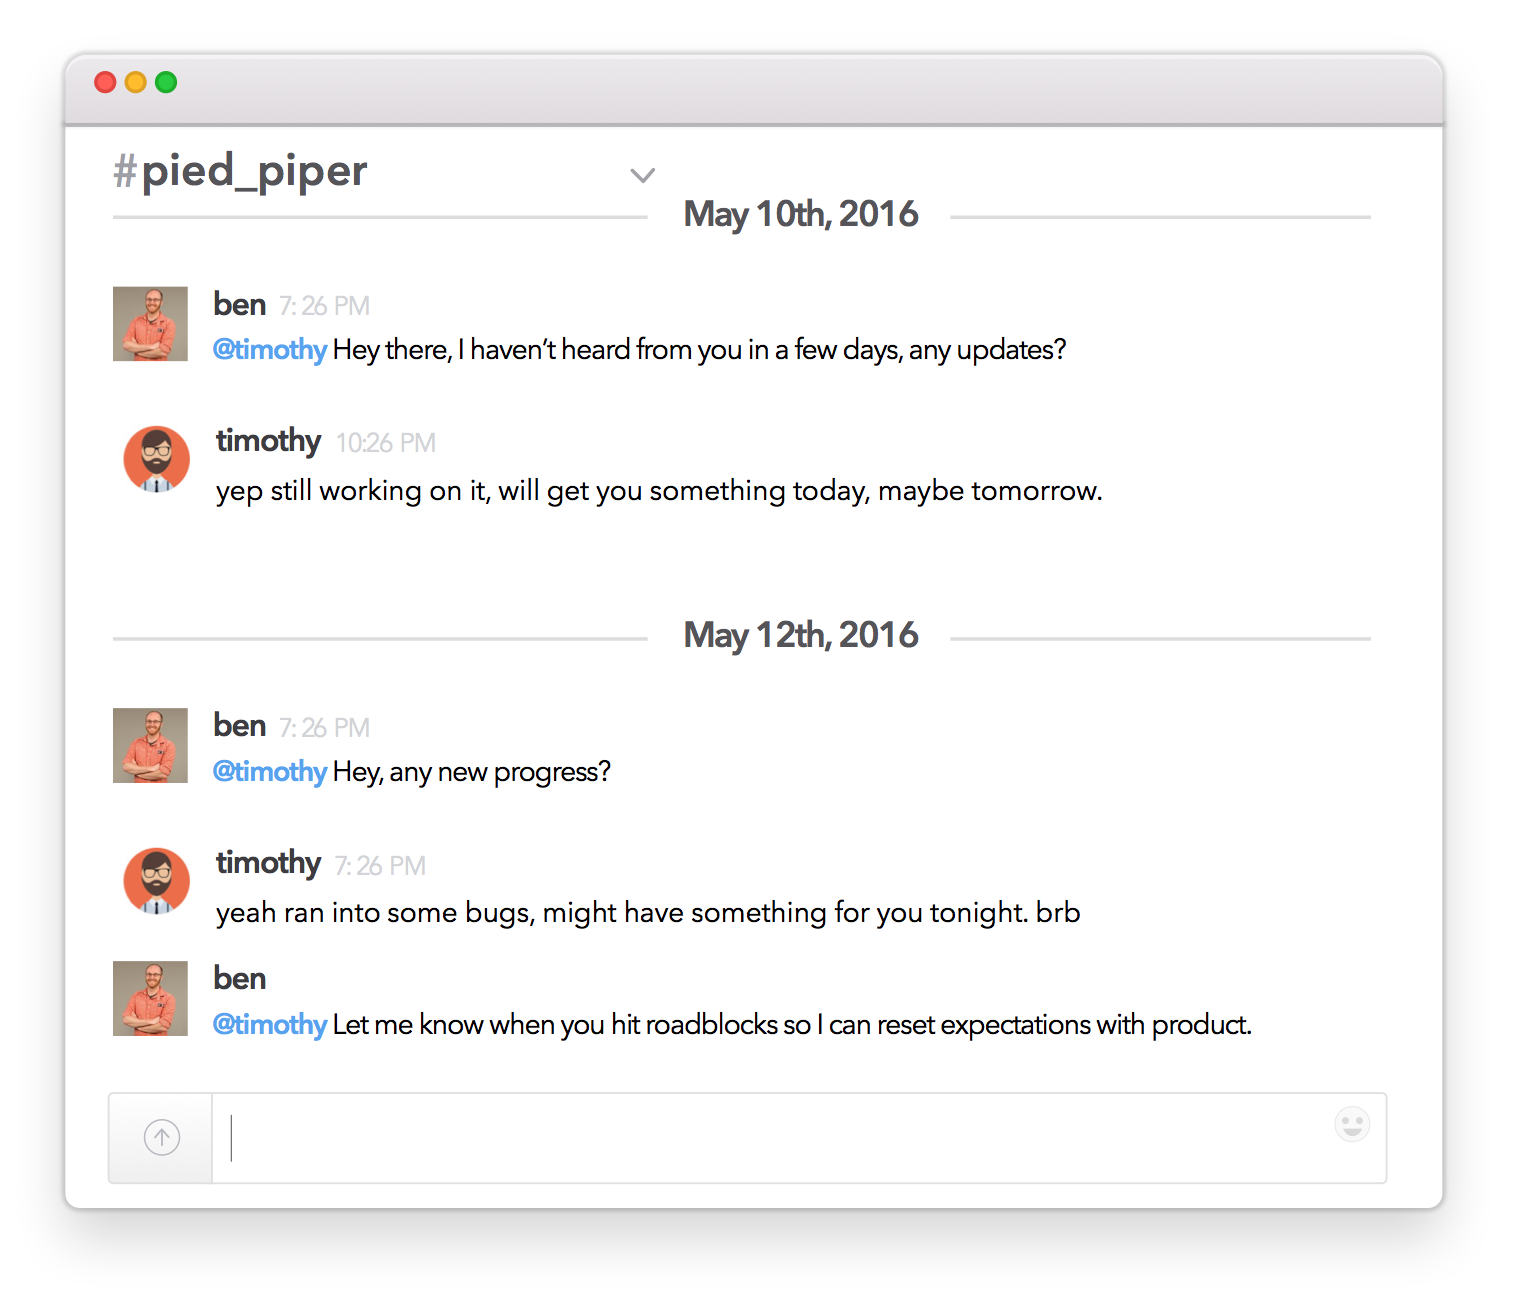 #pied_piper
May 10th, 2016
ben 7: 26 PM
@timothy Hey there, I haven’t heard from you in a few days, any updates?
timothy 10:26 PM
yep still working on it, will get you something today, maybe tomorrow.
May 12th, 2016
ben 7: 26 PM
@timothy Hey, any new progress?
timothy 7: 26 PM
yeah ran into some bugs, might have something for you tonight. brb
ben
@timothy Let me know when you hit roadblocks so I can reset expectations with product.